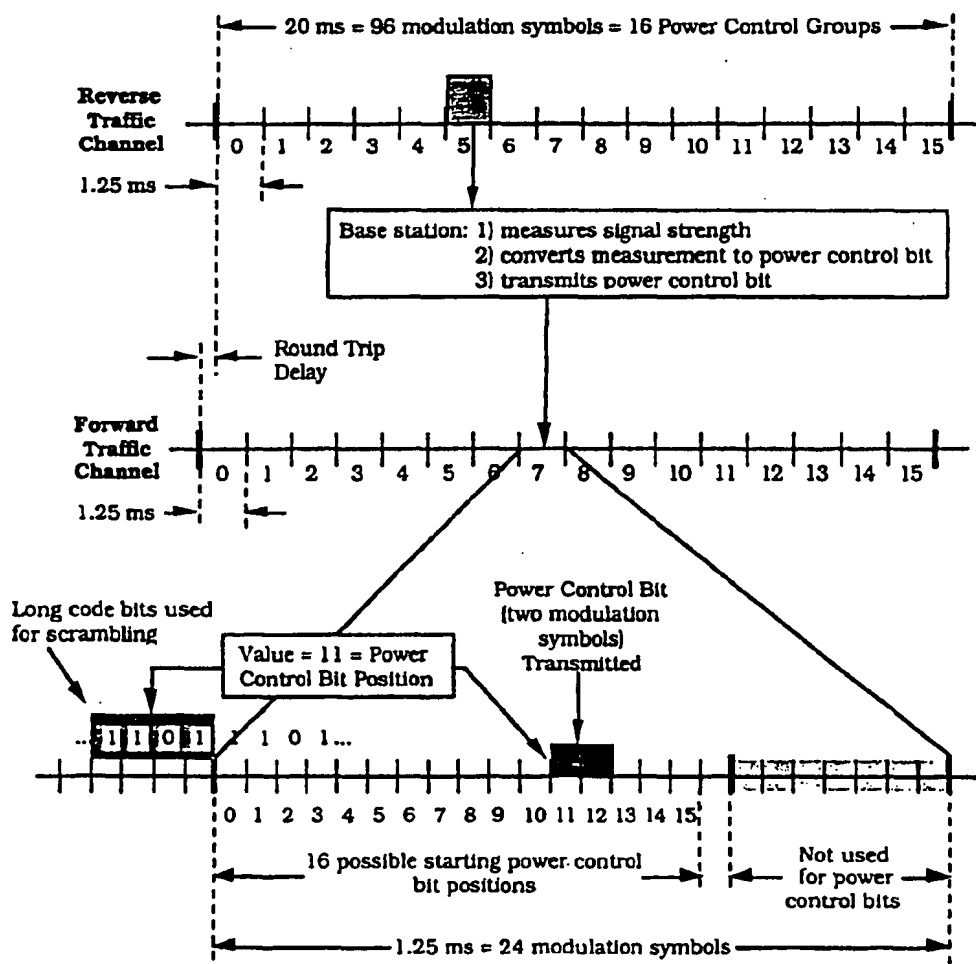 20 ms = 96 modulation symbols = 16 Power Control Groups
Reverse
Traffic
Channel
0 1 2 3 4 5 6 7 8 9 10 11 12 13 14 15
1.25 ms
Base station: 1) measures signal strength
2) converts measurement to power control bit
3) transmits power control bit
Round Trip
Delay
Forward
Traffic
Channel
0 1 2 3 4 5 6 7 8 9 10 11 12 13 14 15
1.25 ms
Power Control Bit
(two modulation
symbols)
Transmitted
Long code bits used
for scrambling
Value = 11 = Power
Control Bit Position
...1 1 0 1 1 1 0 1...
0 1 2 3 4 5 6 7 8 9 10 11 12 13 14 15
16 possible starting power control
bit positions
Not used
for power
control bits
1.25 ms = 24 modulation symbols